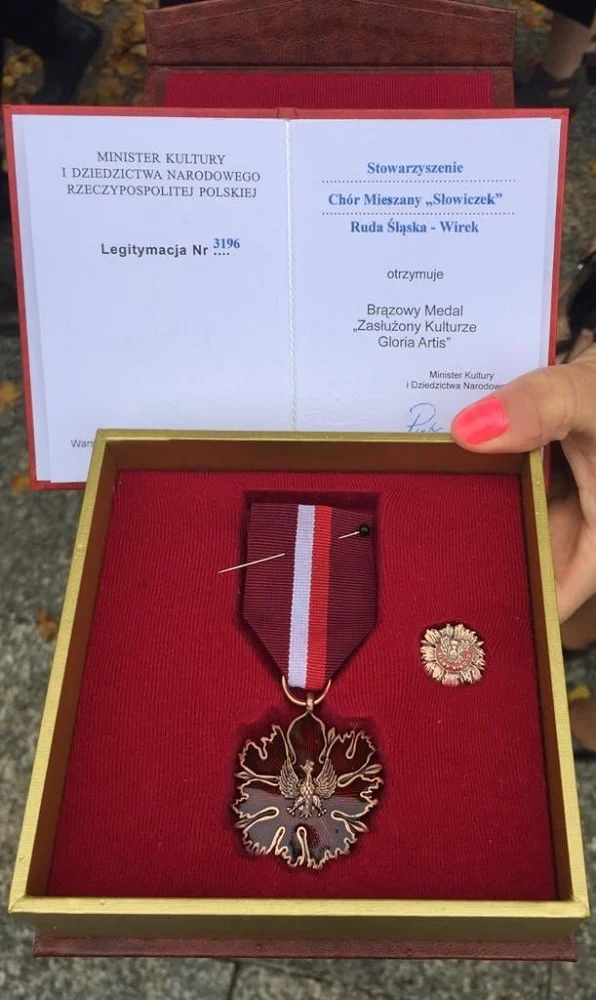 MINISTER KULTURY
I DZIEDZICTWA NARODOWEGO
RZECZYPOSPOLITEJ POLSKIEJ
Legitymacja Nr 3196
Stowarzyszenie
Chór Mieszany „Słowiczek”
Ruda Śląska - Wirek
otrzymuje
Brązowy Medal
„Zasłużony Kulturze
Gloria Artis”
Minister Kultury
i Dziedzictwa Narodow